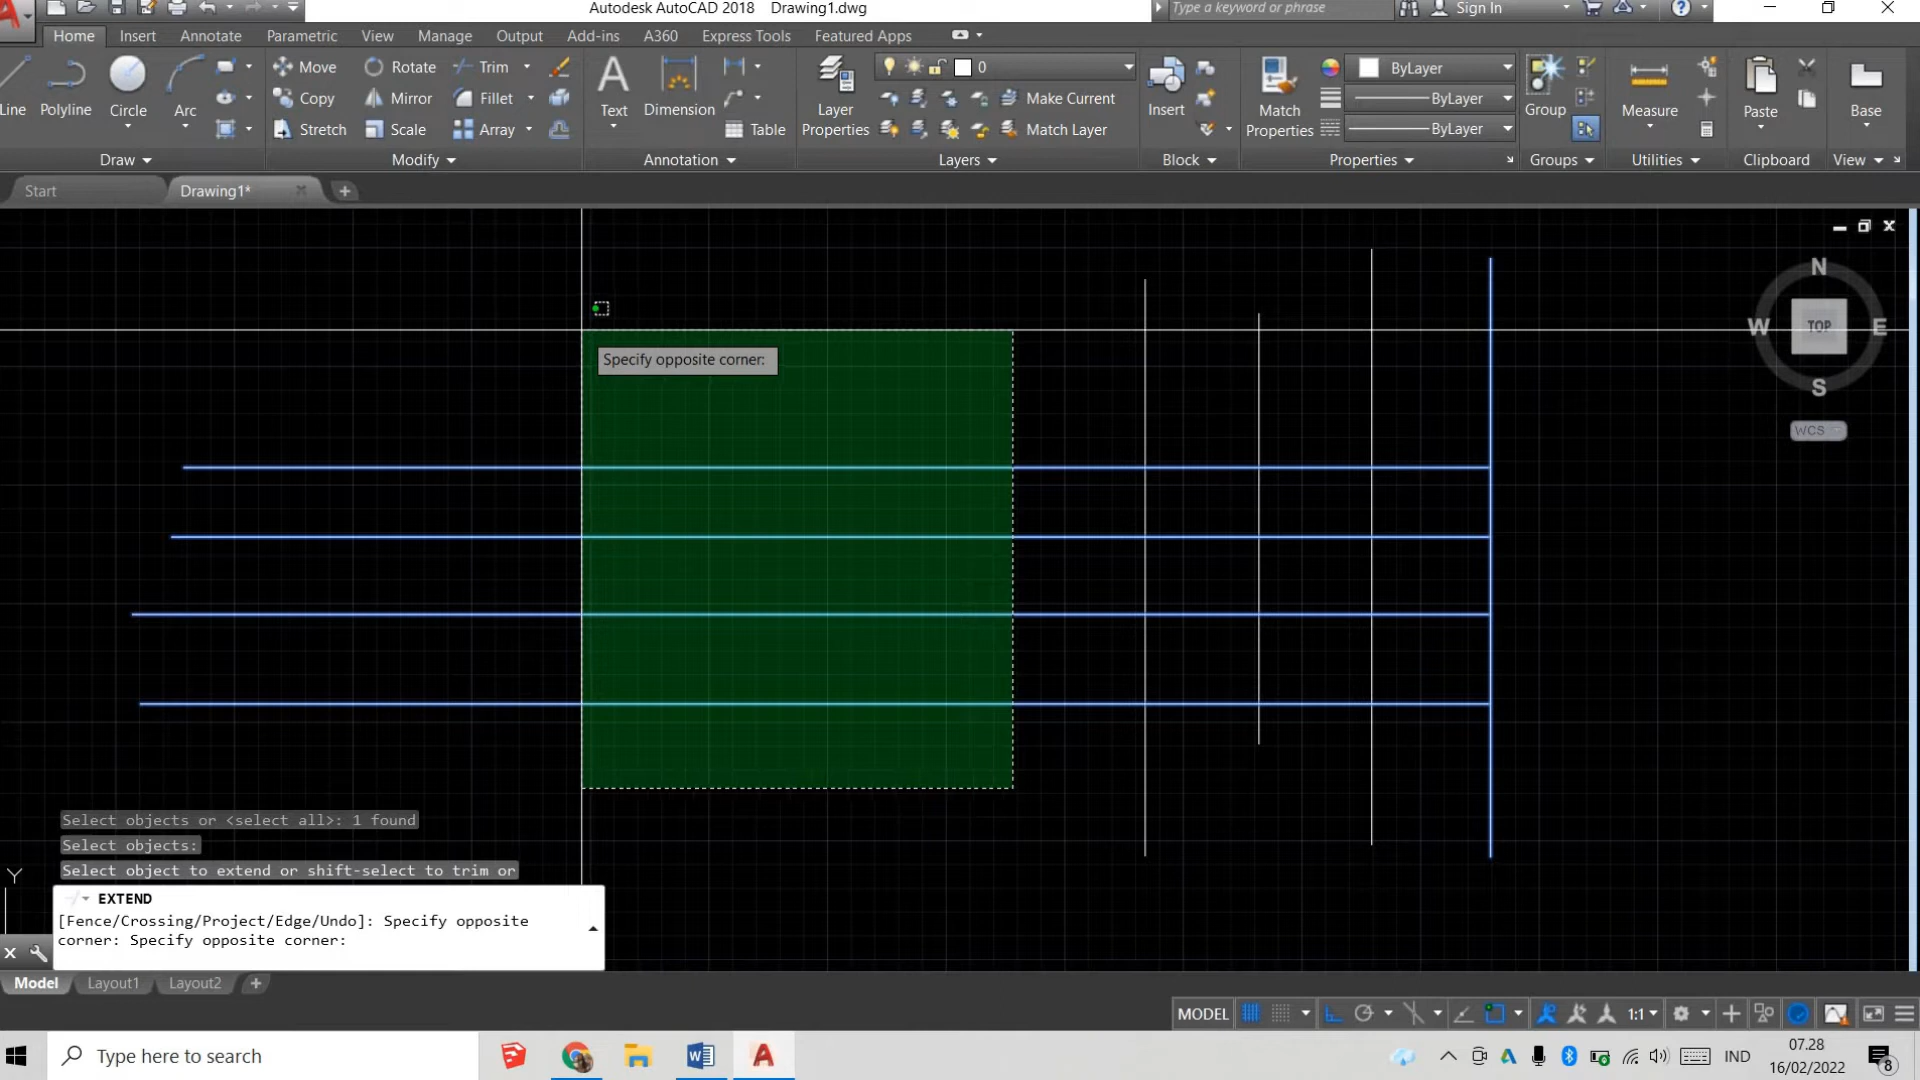 Autodesk AutoCAD 2018 Drawing1.dwg
Type a keyword or phrase
Sign In
Home Insert Annotate Parametric View Manage Output Add-ins A360 Express Tools Featured Apps
Line
Polyline
Circle
Arc
Move
Copy
Stretch
Rotate
Mirror
Scale
Trim
Fillet
Array
Text
Dimension
Table
Layer
Properties
0
Make Current
Match Layer
Insert
Match
Properties
ByLayer
ByLayer
ByLayer
Group
Measure
Paste
Base
Draw Modify Annotation Layers Block Properties Groups Utilities Clipboard View
Start Drawing1*
N
W TOP E
S
WCS
Specify opposite corner:
Select objects or <select all>: 1 found
Select objects:
Select object to extend or shift-select to trim or
Y
EXTEND
[Fence/Crossing/Project/Edge/Undo]: Specify opposite
corner: Specify opposite corner:
Model Layout1 Layout2
MODEL 1:1
Type here to search
IND
07.28
16/02/2022
8